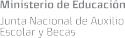 Ministerio de Educación
Junta Nacional de Auxilio
Escolar y Becas